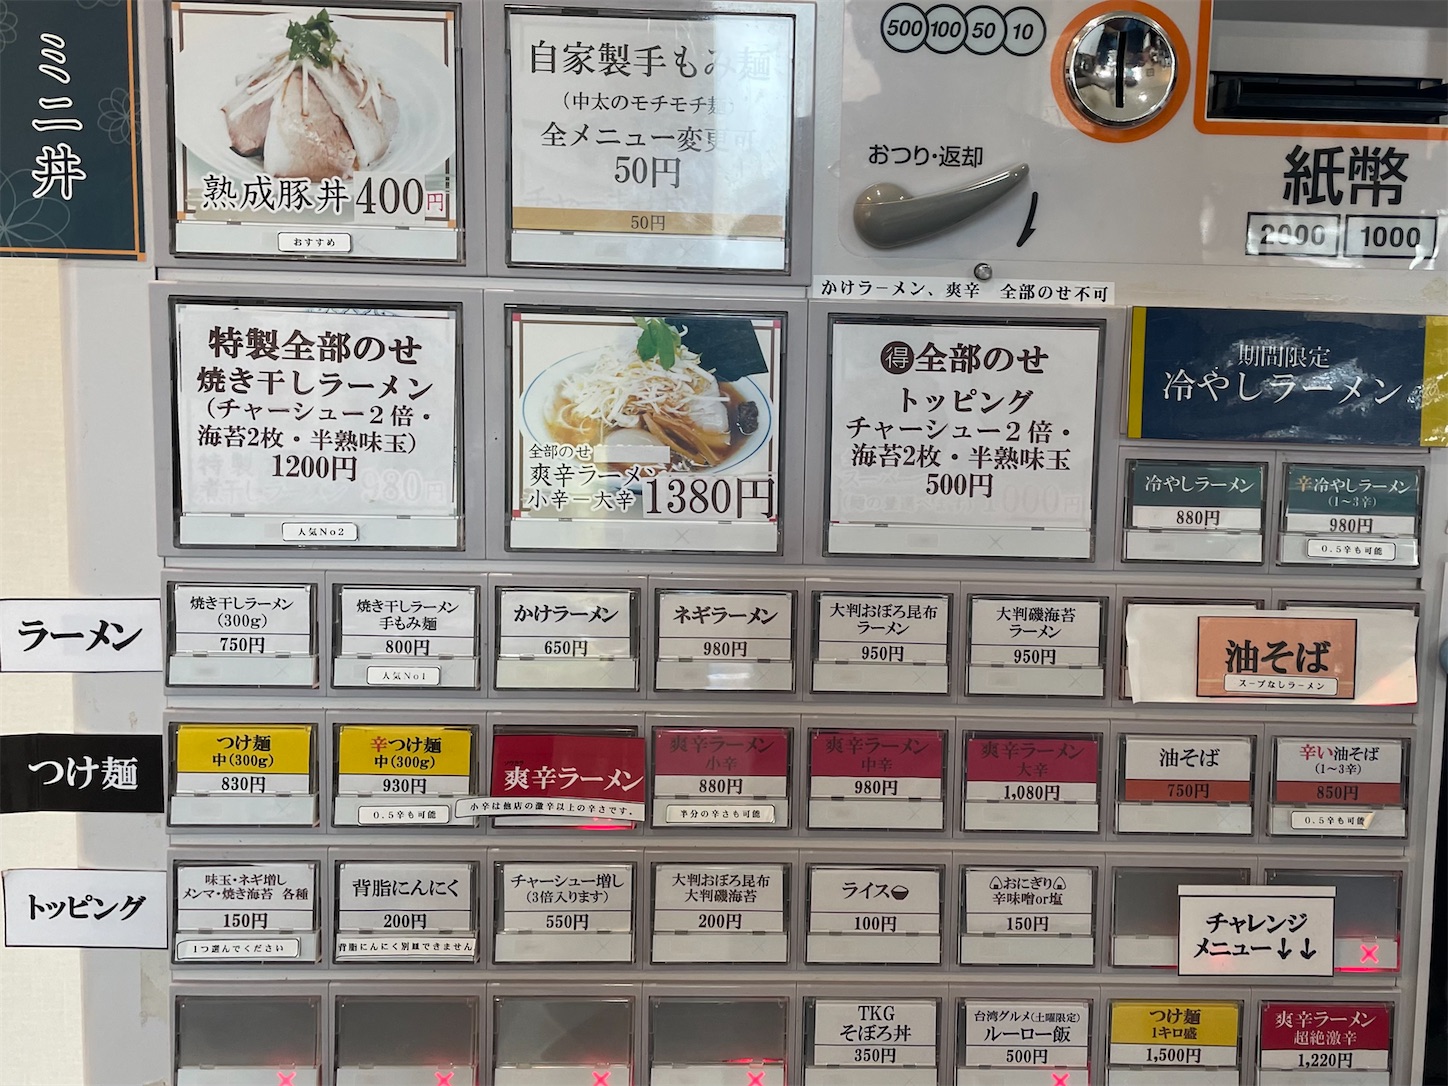 ミニ丼
熟成豚丼400円
おすすめ
自家製手もみ麺
(中太のモチモチ麺)
全メニュー変更可
50円
50円
500 100 50 10
おつり・返却
紙幣
2000 1000
かけラーメン、爽辛 全部のせ不可
特製全部のせ
焼き干しラーメン
(チャーシュー2倍・
海苔2枚・半熟味玉)
1200円
人気No2
全部のせ
爽辛ラーメン
小辛ー大辛1380円
得全部のせ
トッピング
チャーシュー2倍・
海苔2枚・半熟味玉
500円
期間限定
冷やしラーメン
冷やしラーメン
880円
辛冷やしラーメン
(1~3辛)
980円
0.5辛も可能
ラーメン
焼き干しラーメン
(300g)
750円
焼き干しラーメン
手もみ麺
800円
人気No1
かけラーメン
650円
ネギラーメン
980円
大判おぼろ昆布
ラーメン
950円
大判磯海苔
ラーメン
950円
油そば
スープなしラーメン
つけ麺
つけ麺
中(300g)
830円
辛つけ麺
中(300g)
930円
0.5辛も可能
爽辛ラーメン
小辛は他店の激辛以上の辛さです。
爽辛ラーメン
小辛
880円
半分の辛さも可能
爽辛ラーメン
中辛
980円
爽辛ラーメン
大辛
1,080円
油そば
750円
辛い油そば
(1~3辛)
850円
0.5辛も可能
トッピング
味玉・ネギ増し
メンマ・焼き海苔 各種
150円
1つ選んでください
背脂にんにく
200円
背脂にんにく別皿できません
チャーシュー増し
(3倍入ります)
550円
大判おぼろ昆布
大判磯海苔
200円
ライス
100円
おにぎり
辛味噌or塩
150円
チャレンジ
メニュー↓↓
TKG
そぼろ丼
350円
台湾グルメ(土曜限定)
ルーロー飯
500円
つけ麺
1キロ盛
1,500円
爽辛ラーメン
超絶激辛
1,220円